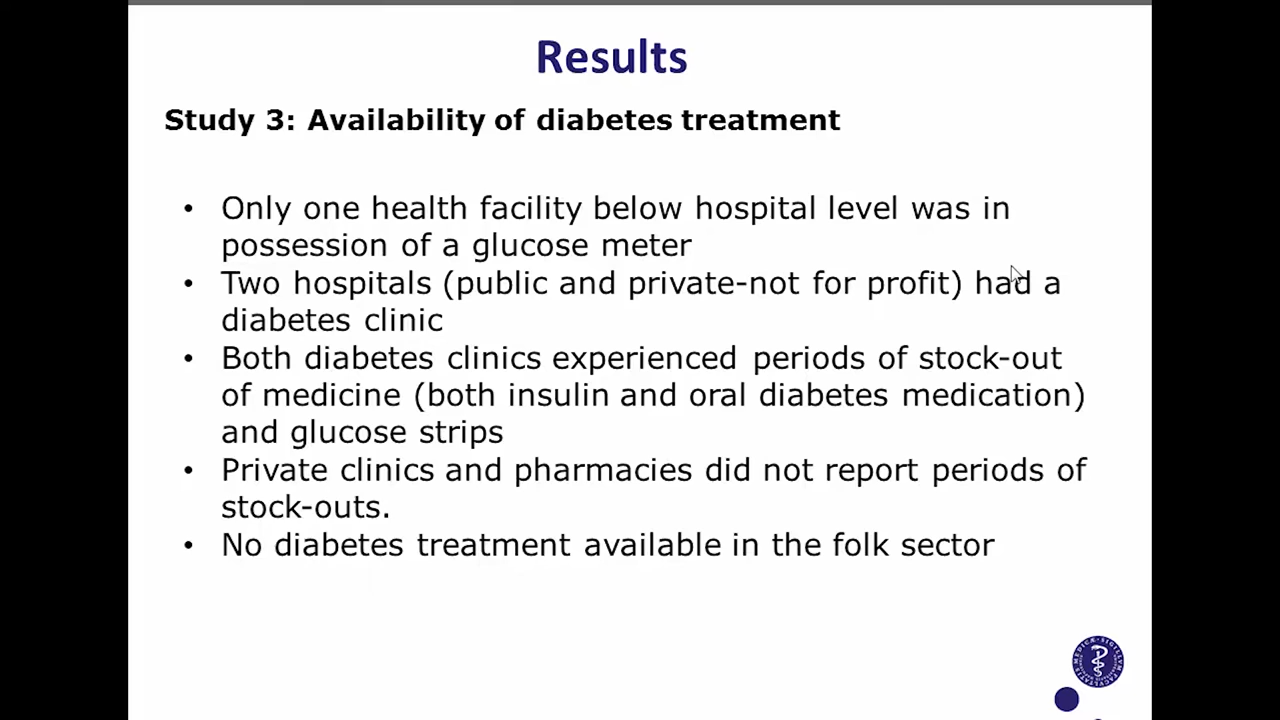 Results
Study 3: Availability of diabetes treatment
• Only one health facility below hospital level was in
possession of a glucose meter
• Two hospitals (public and private-not for profit) had a
diabetes clinic
• Both diabetes clinics experienced periods of stock-out
of medicine (both insulin and oral diabetes medication)
and glucose strips
• Private clinics and pharmacies did not report periods of
stock-outs.
• No diabetes treatment available in the folk sector